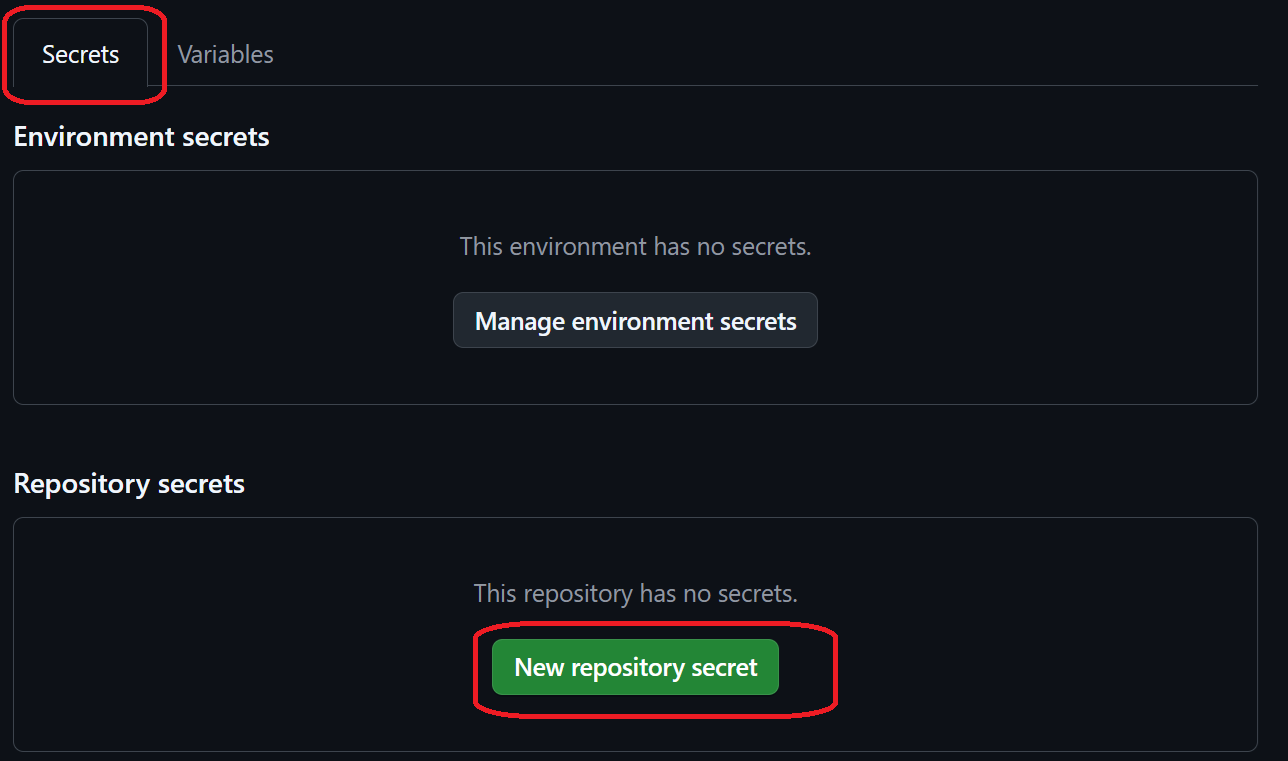 Secrets Variables
Environment secrets
This environment has no secrets.
Manage environment secrets
Repository secrets
This repository has no secrets.
New repository secret